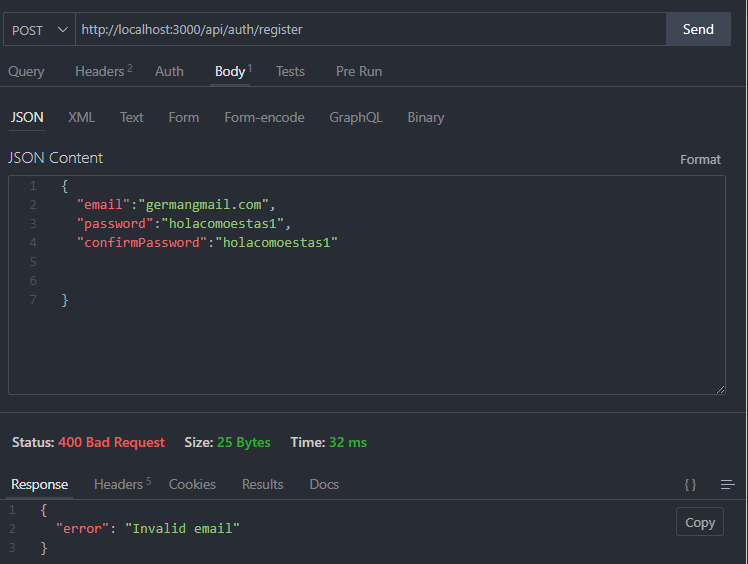 POST http://localhost:3000/api/auth/register Send
Query Headers 2 Auth Body 1 Tests Pre Run
JSON XML Text Form Form-encode GraphQL Binary
JSON Content Format
1 {
2 "email":"germangmail.com",
3 "password":"holacomoestas1",
4 "confirmPassword":"holacomoestas1"
5
6
7 }
Status: 400 Bad Request Size: 25 Bytes Time: 32 ms
Response Headers 5 Cookies Results Docs { }
1 {
2 "error": "Invalid email"
3 }
Copy